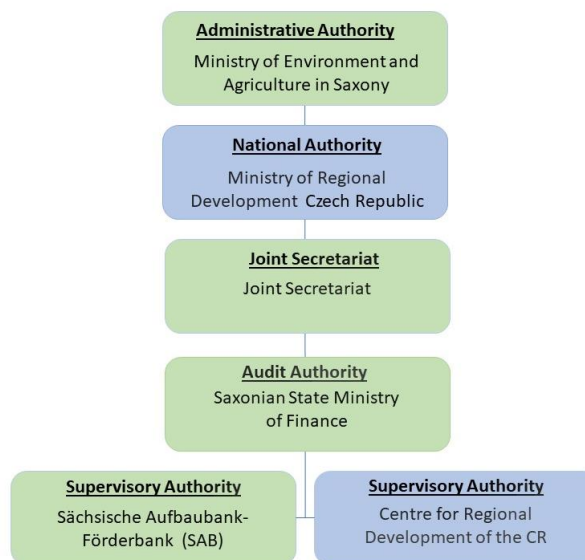 Administrative Authority
Ministry of Environment and
Agriculture in Saxony
National Authority
Ministry of Regional
Development Czech Republic
Joint Secretariat
Joint Secretariat
Audit Authority
Saxonian State Ministry
of Finance
Supervisory Authority
Sächsische Aufbaubank-
Förderbank (SAB)
Supervisory Authority
Centre for Regional
Development of the CR